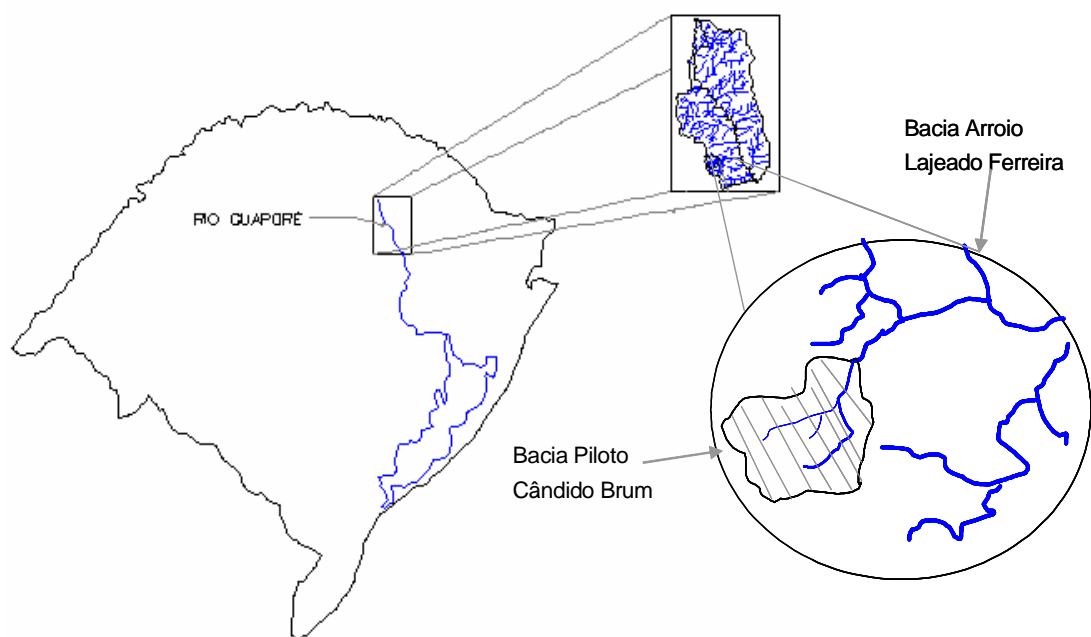 Bacia Arroio
Lajeado Ferreira
RIO GUAPORÉ
Bacia Piloto
Cândido Brum